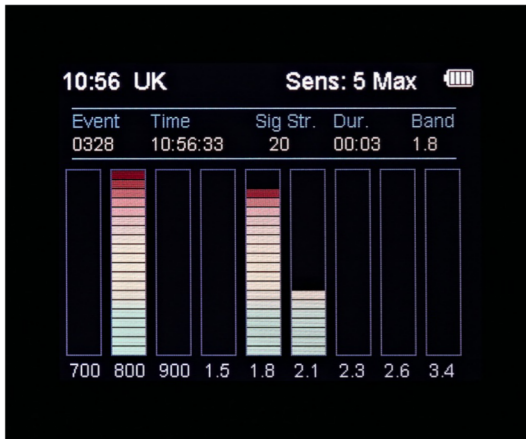 10:56 UK Sens: 5 Max
Event Time Sig Str. Dur. Band
0328 10:56:33 20 00:03 1.8
700 800 900 1.5 1.8 2.1 2.3 2.6 3.4